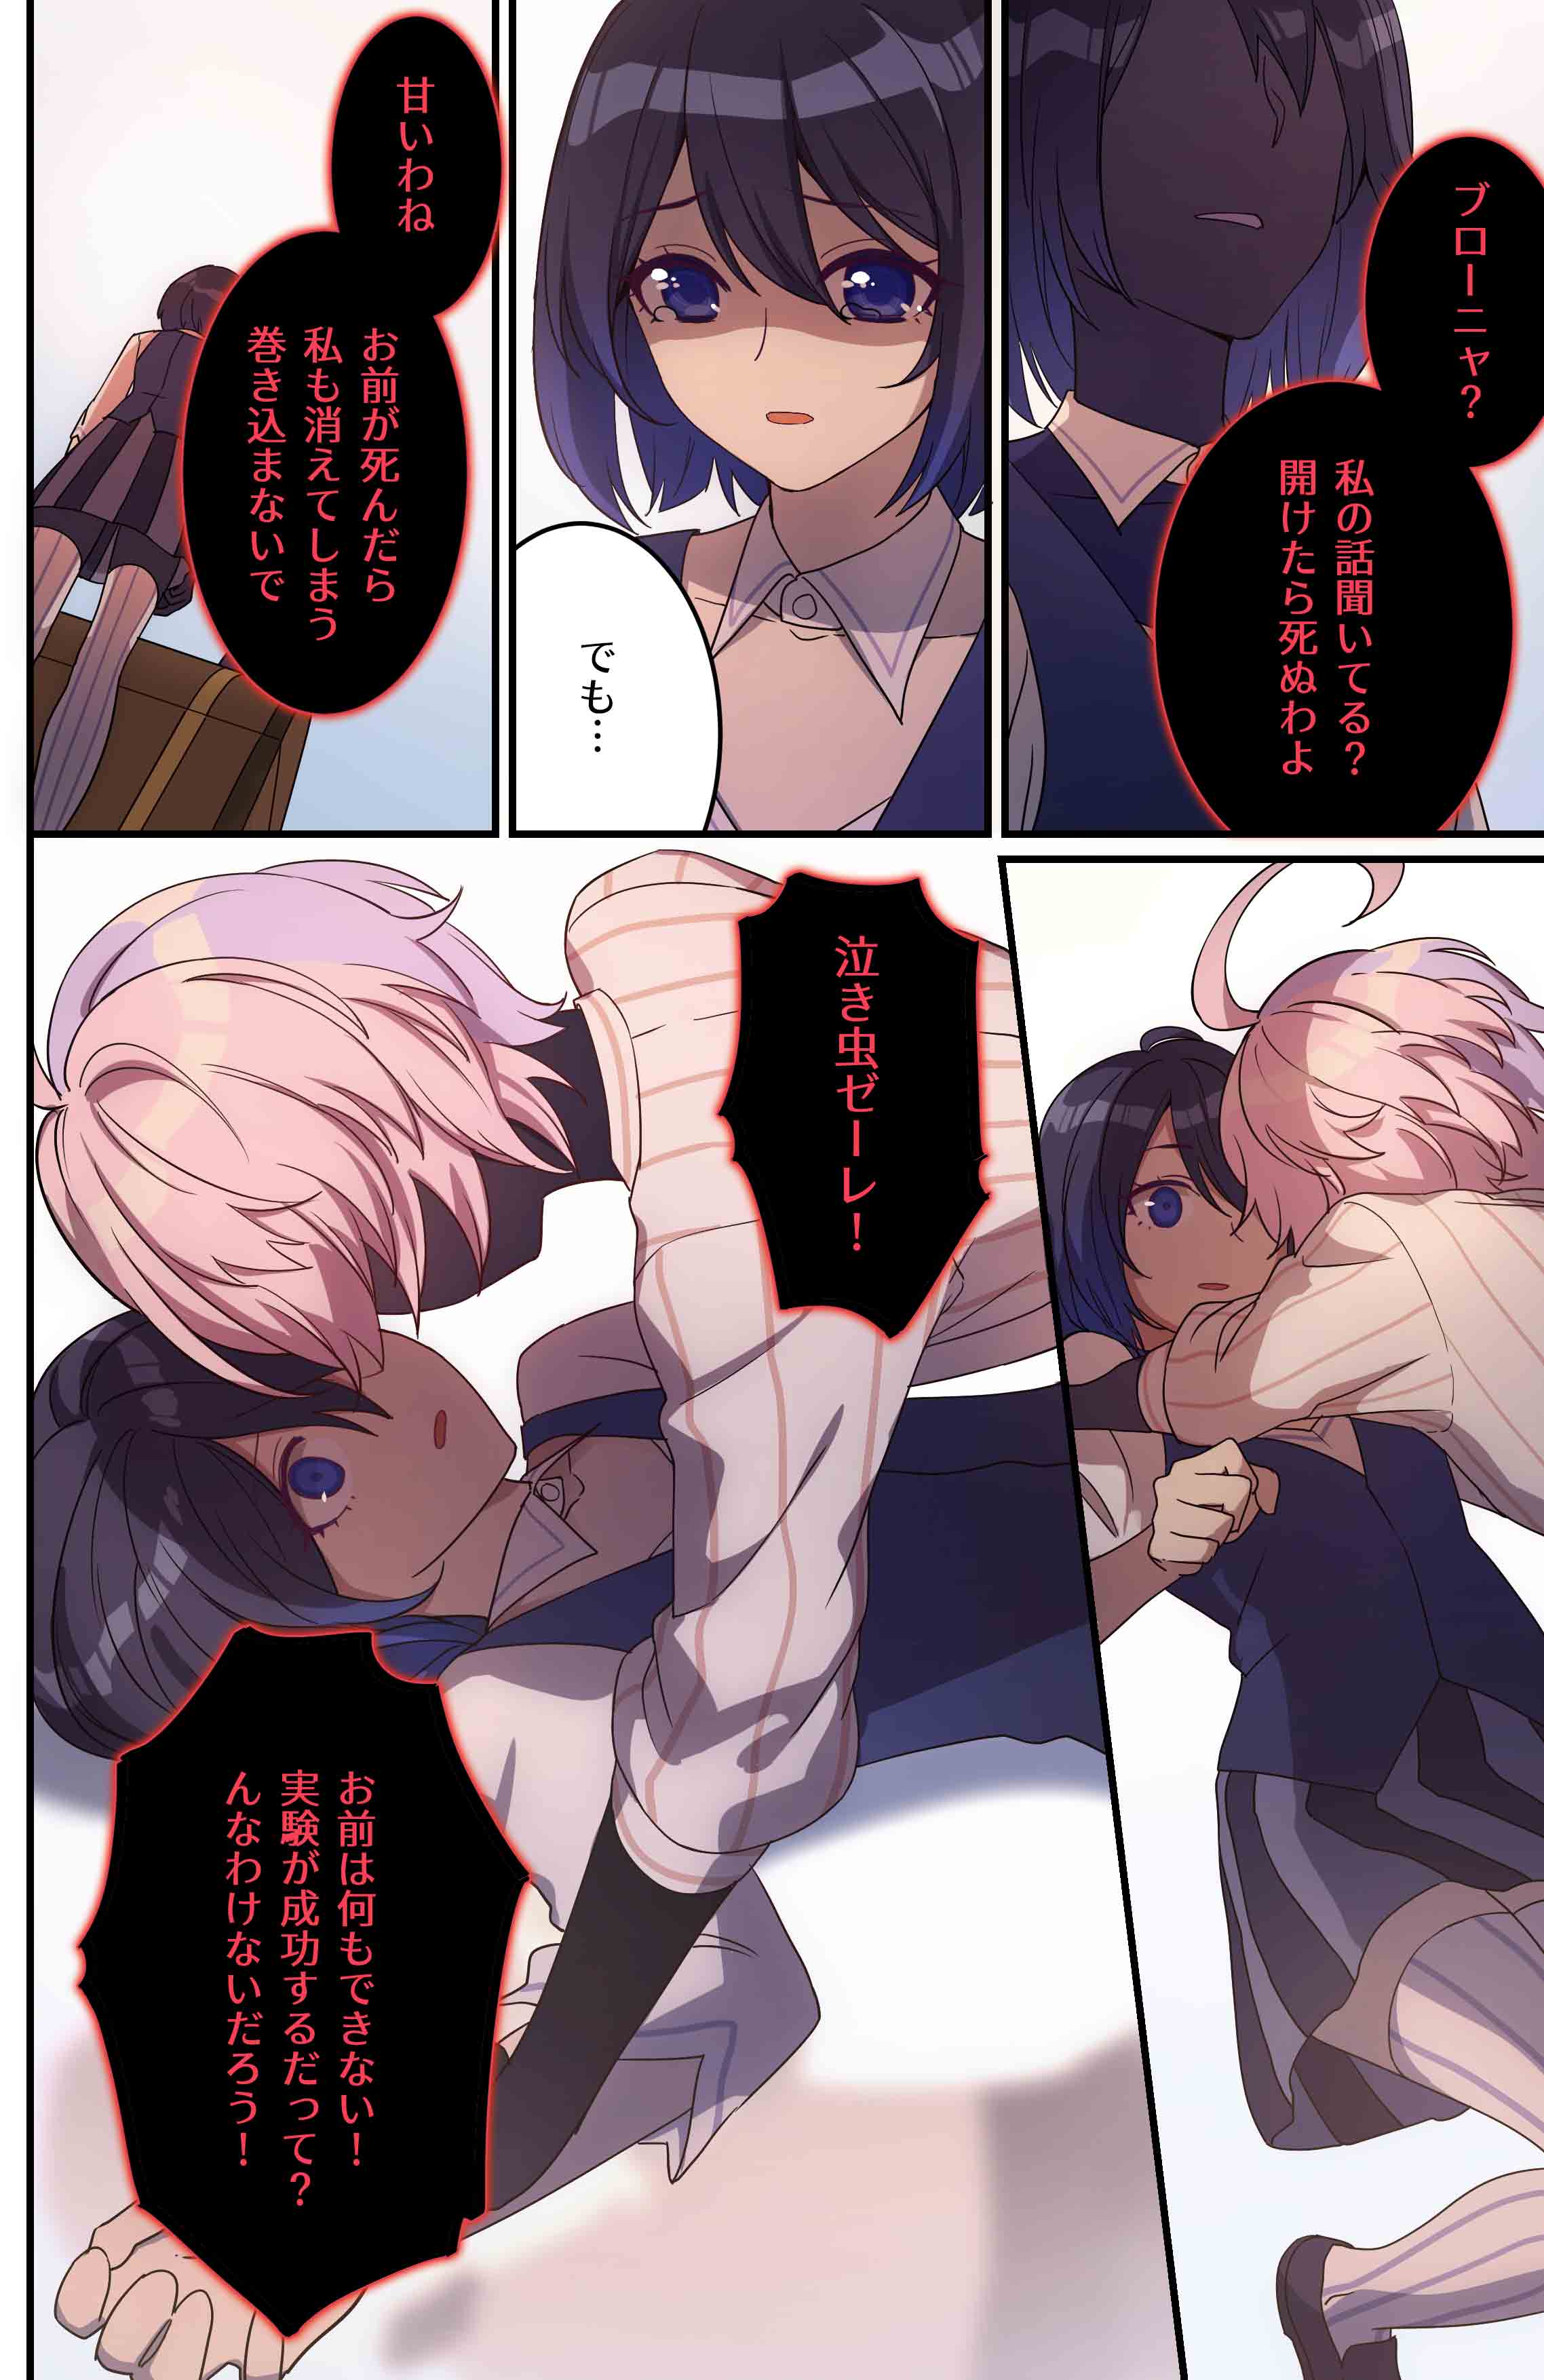 ブローニャ？
私の話聞いてる？
開けたら死ぬわよ
でも…
甘いわね
お前が死んだら
私も消えてしまう
巻き込まないで
泣き虫ゼーレ！
お前は何もできない！
実験が成功するだって？
んなわけないだろう！